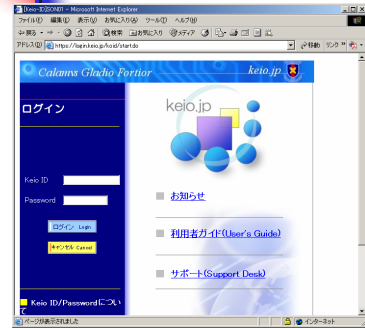 [Keio-ID]SON01 - Microsoft Internet Explorer
ファイル(F) 編集(E) 表示(V) お気に入り(A) ツール(T) ヘルプ(H)
戻る 検索 お気に入り メディア
アドレス(D) https://login.keio.jp/koid/start.do 移動 リンク
Calamvs Gladio Fortior keio.jp
ログイン
keio.jp
Keio ID
Password
ログイン Login
キャンセル Cancel
お知らせ
利用者ガイド(User's Guide)
サポート(Support Desk)
Keio ID/Passwordについ
て
ページが表示されました インターネット